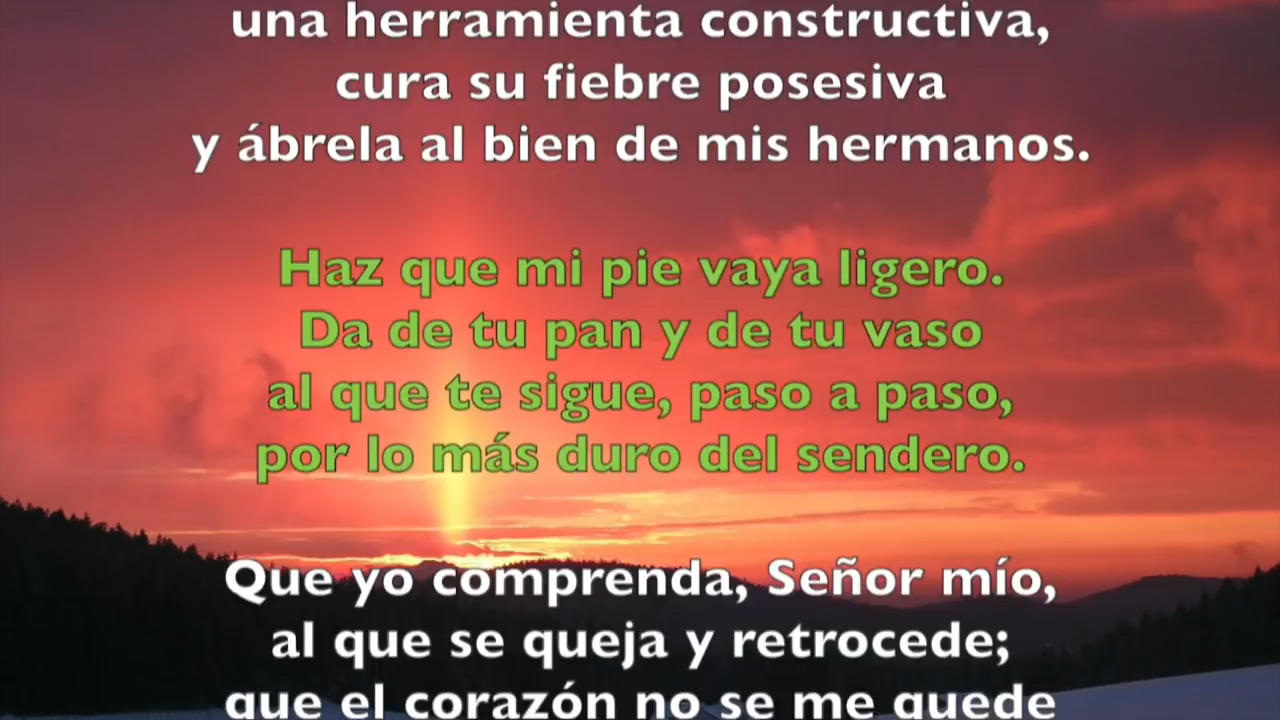 una herramienta constructiva,
cura su fiebre posesiva
y ábrela al bien de mis hermanos.
Haz que mi pie vaya ligero.
Da de tu pan y de tu vaso
al que te sigue, paso a paso,
por lo más duro del sendero.
Que yo comprenda, Señor mío,
al que se queja y retrocede;
que el corazón no se me quede